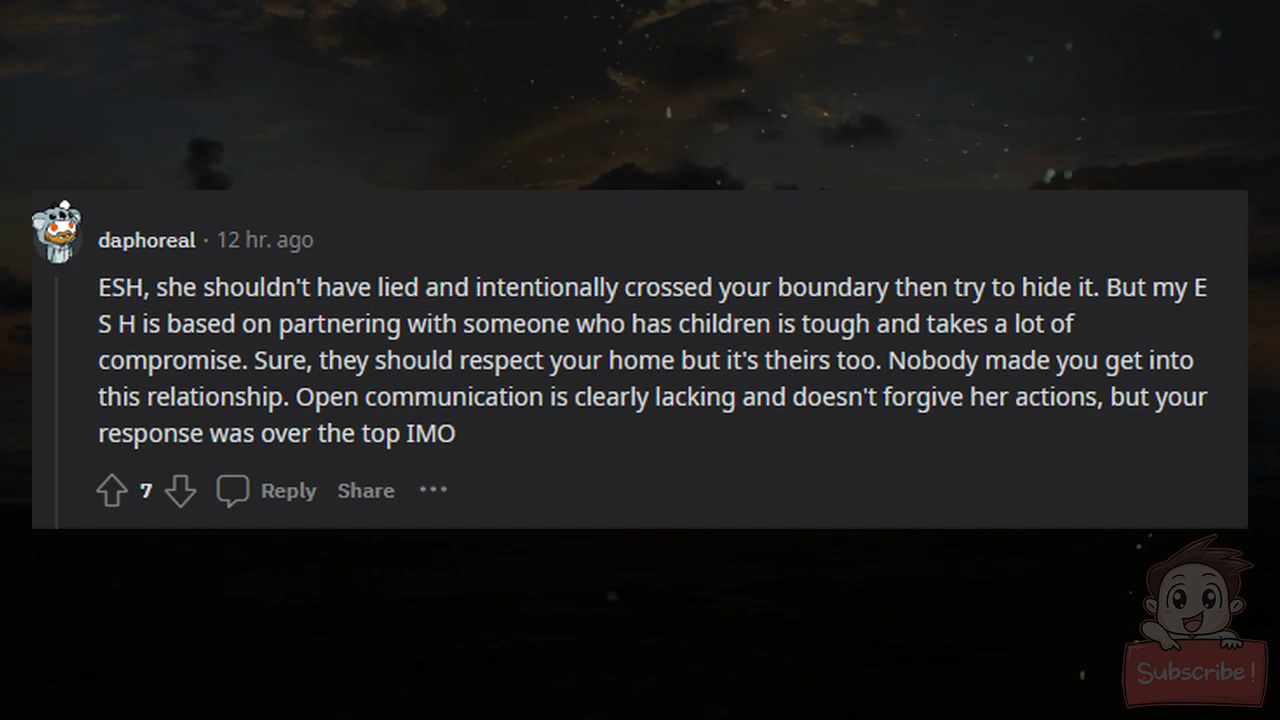 daphoreal · 12 hr. ago
ESH, she shouldn't have lied and intentionally crossed your boundary then try to hide it. But my E
S H is based on partnering with someone who has children is tough and takes a lot of
compromise. Sure, they should respect your home but it's theirs too. Nobody made you get into
this relationship. Open communication is clearly lacking and doesn't forgive her actions, but your
response was over the top IMO
7 Reply Share ···
Subscribe!